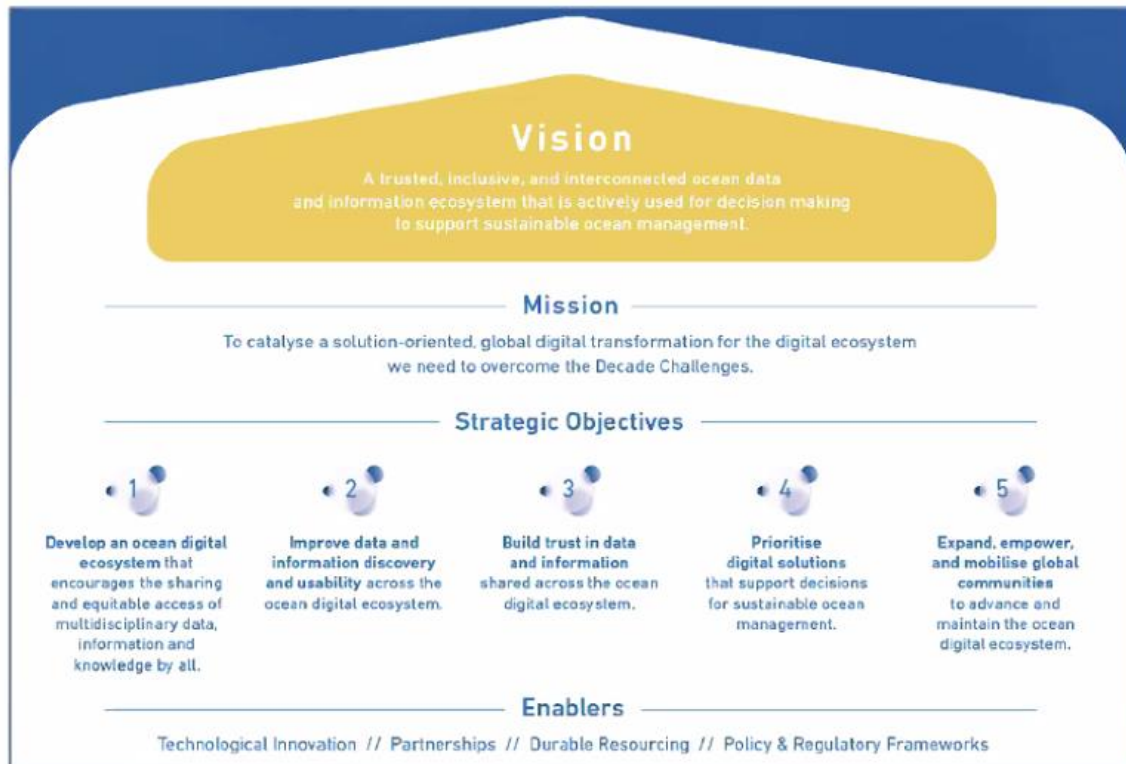 Vision
A trusted, inclusive, and interconnected ocean data
and information ecosystem that is actively used for decision making
to support sustainable ocean management.
Mission
To catalyse a solution-oriented, global digital transformation for the digital ecosystem
we need to overcome the Decade Challenges.
Strategic Objectives
1
Develop an ocean digital
ecosystem that
encourages the sharing
and equitable access of
multidisciplinary data,
information and
knowledge by all.
2
Improve data and
information discovery
and usability across the
ocean digital ecosystem.
3
Build trust in data
and information
shared across the ocean
digital ecosystem.
4
Prioritise
digital solutions
that support decisions
for sustainable ocean
management.
5
Expand, empower,
and mobilise global
communities
to advance and
maintain the ocean
digital ecosystem.
Enablers
Technological Innovation // Partnerships // Durable Resourcing // Policy & Regulatory Frameworks